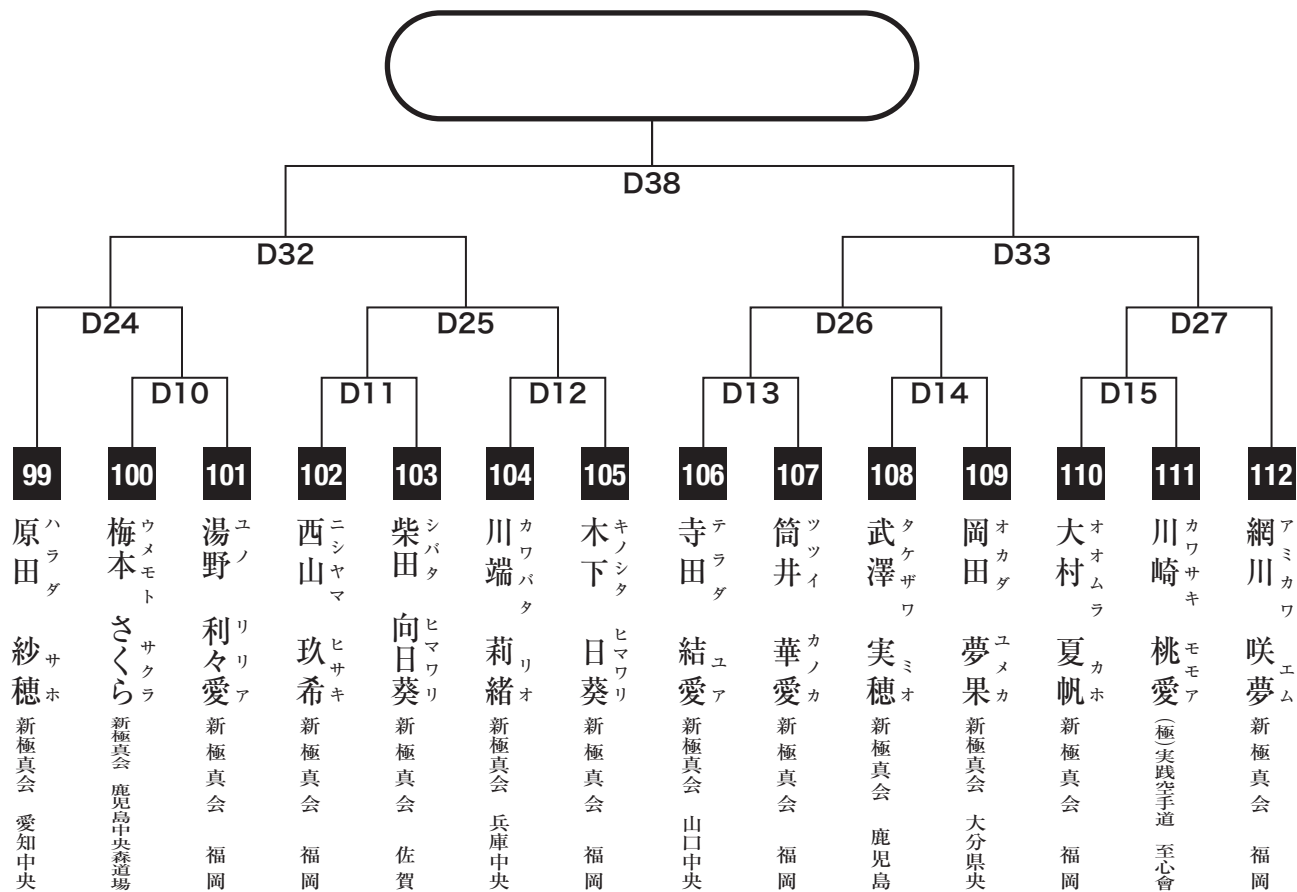 D38
D32
D33
D24
D25
D26
D27
D10
D11
D12
D13
D14
D15
99
100
101
102
103
104
105
106
107
108
109
110
111
112
原田 紗穂
ハラダ サホ
新極真会 愛知中央
梅本 さくら
ウメモト サクラ
新極真会 鹿児島中央森道場
湯野 利々愛
ユノ リリア
新極真会 福岡
西山 玖希
ニシヤマ ヒサキ
新極真会 福岡
柴田 向日葵
シバタ ヒマワリ
新極真会 佐賀
川端 莉緒
カワバタ リオ
新極真会 兵庫中央
木下 日葵
キノシタ ヒマワリ
新極真会 福岡
寺田 結愛
テラダ ユア
新極真会 山口中央
筒井 華愛
ツツイ カノカ
新極真会 福岡
武澤 実穂
タケザワ ミオ
新極真会 鹿児島
岡田 夢果
オカダ ユメカ
新極真会 大分県央
大村 夏帆
オオムラ カホ
新極真会 福岡
川崎 桃愛
カワサキ モモア
(極)実践空手道 至心會
網川 咲夢
アミカワ エム
新極真会 福岡